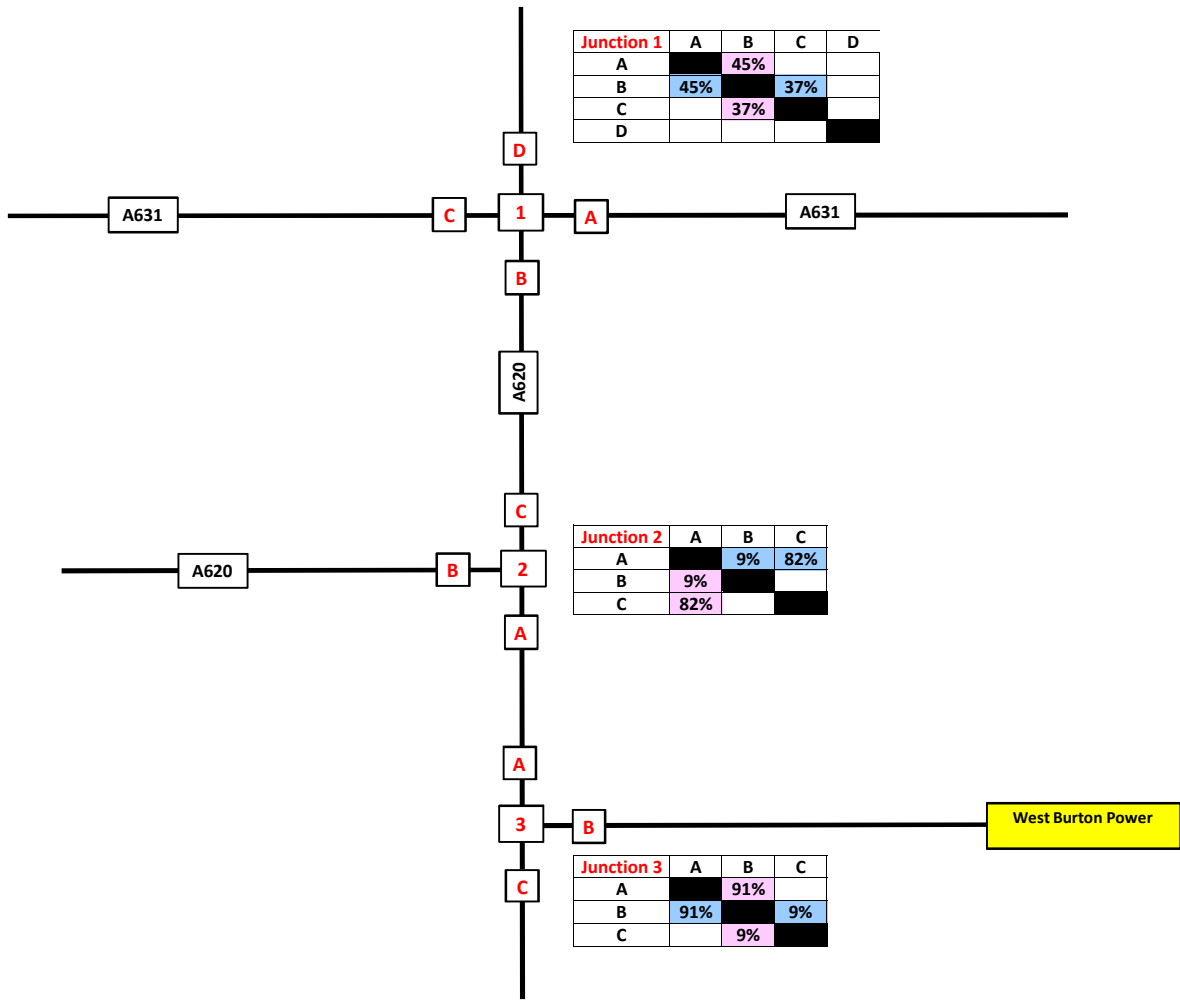 Junction 1 A B C D
A 45%
B 45% 37%
C 37%
D
D
A631 C 1 A A631
B
A620
C
Junction 2 A B C
A 9% 82%
B 9%
C 82%
A620 B 2
A
A
3 B West Burton Power
C
Junction 3 A B C
A 91%
B 91% 9%
C 9%